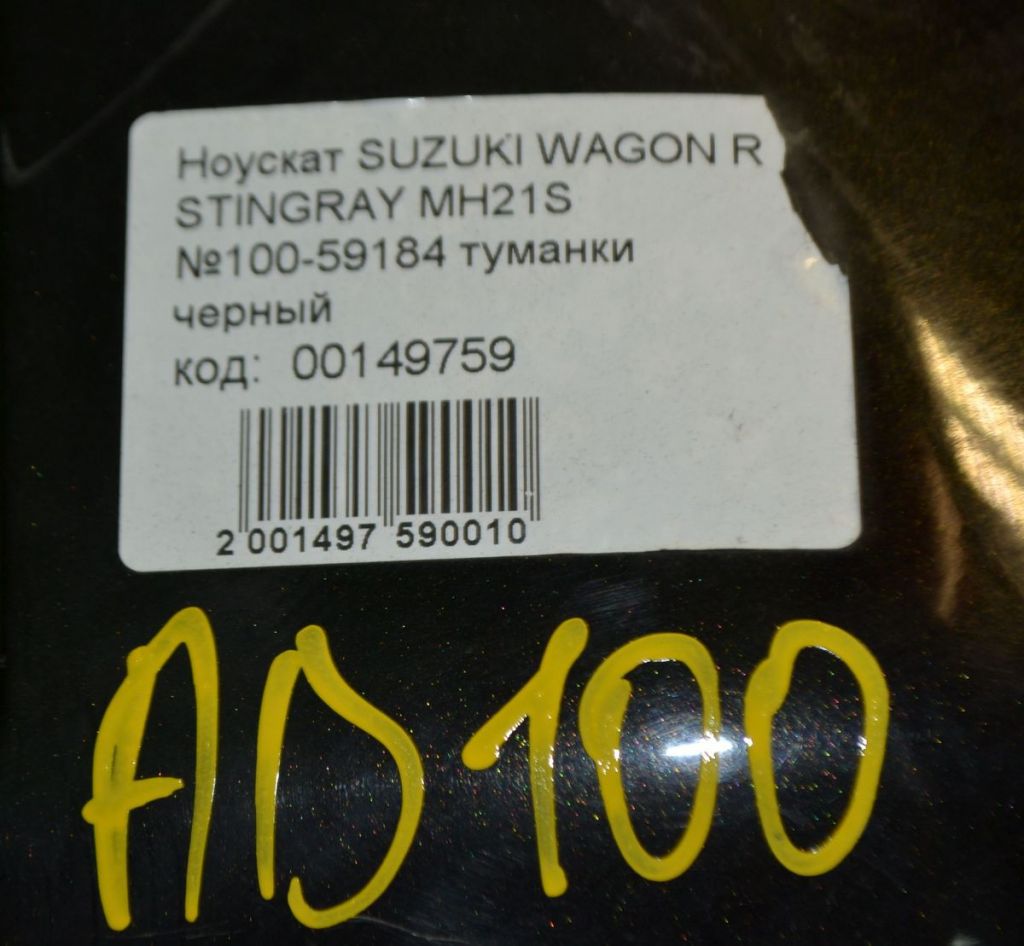 Ноускат SUZUKI WAGON R
STINGRAY MH21S
№100-59184 туманки
черный
код: 00149759
2 001497 590010
AD100